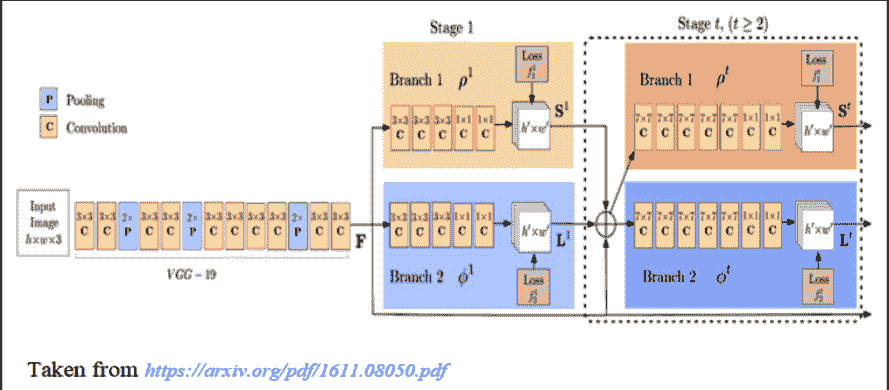 Stage 1
Stage t, (t ≥ 2)
Branch 1 ρ¹
Loss
Branch 1 ρᵗ
Loss
P Pooling
C Convolution
3×3 3×3 3×3 1×1 1×1
C C C C C
h'×w'
S¹
7×7 7×7 7×7 7×7 1×1 1×1
C C C C C C
h'×w'
Sᵗ
Input
Image
h×w×3
3×3 3×3 2× 3×3 3×3 2× 3×3 3×3 3×3 3×3 2× 3×3 3×3
C C P C C P C C C C P C C
F
VGG – 19
3×3 3×3 3×3 1×1 1×1
C C C C C
h'×w'
L¹
7×7 7×7 7×7 7×7 1×1 1×1
C C C C C C
h'×w'
Lᵗ
Branch 2 ϕ¹
Loss
Branch 2 ϕᵗ
Loss
Taken from https://arxiv.org/pdf/1611.08050.pdf